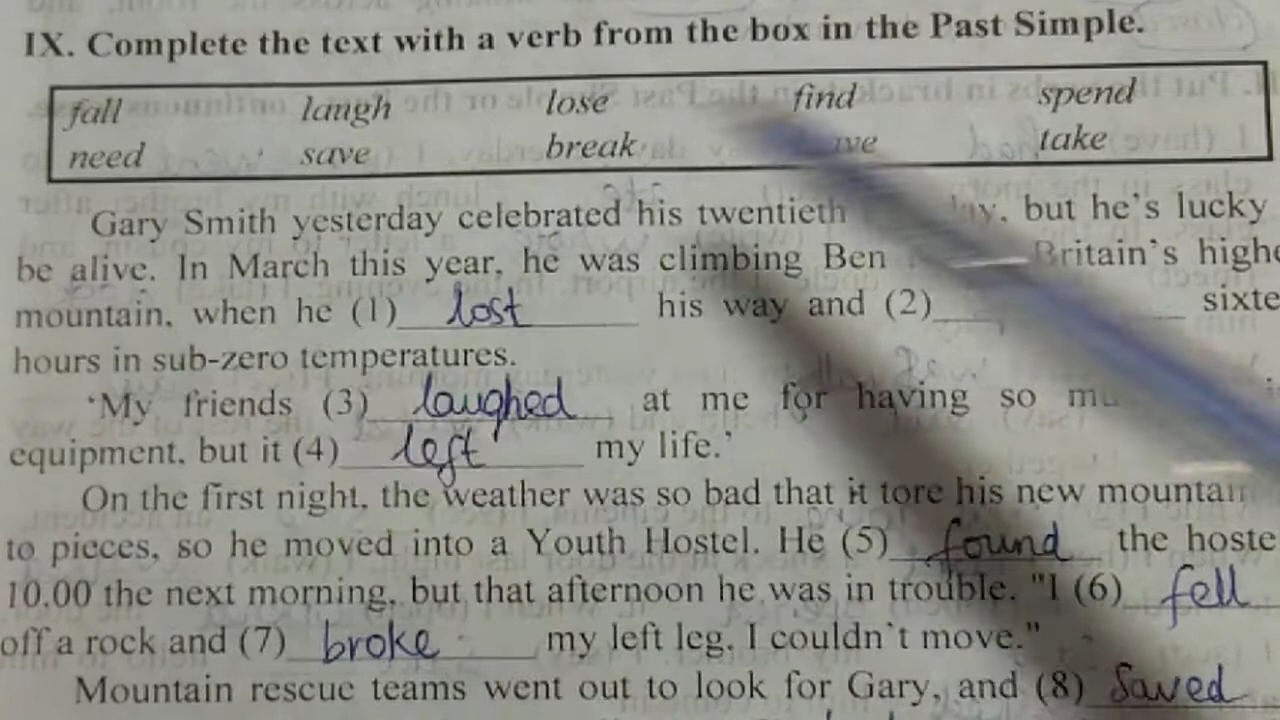 IX. Complete the text with a verb from the box in the Past Simple.
fall laugh lose find spend
need save break take
Gary Smith yesterday celebrated his twentieth but he's lucky
be alive. In March this year, he was climbing Ben Britain's
mountain, when he (1) lost his way and (2)
hours in sub-zero temperatures.
'My friends (3) laughed at me for having so
equipment, but it (4) left my life.'
On the first night, the weather was so bad that it tore his new mountain
to pieces, so he moved into a Youth Hostel. He (5) found the
10.00 the next morning, but that afternoon he was in trouble. "I (6) fell
off a rock and (7) broke my left leg, I couldn't move."
Mountain rescue teams went out to look for Gary, and (8) Saved